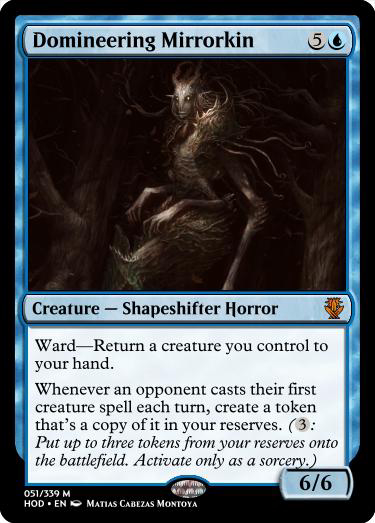 Domineering Mirrorkin 5
Creature — Shapeshifter Horror
Ward—Return a creature you control to
your hand.
Whenever an opponent casts their first
creature spell each turn, create a token
that's a copy of it in your reserves. (3:
Put up to three tokens from your reserves onto
the battlefield. Activate only as a sorcery.)
6/6
051/339 M
HOD • EN Matias Cabezas Montoya